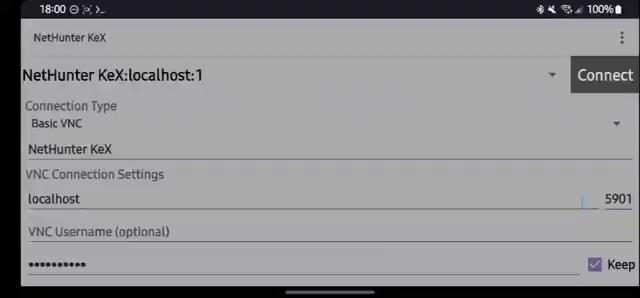 18:00
100%
NetHunter KeX
NetHunter KeX:localhost:1
Connect
Connection Type
Basic VNC
NetHunter KeX
VNC Connection Settings
localhost 5901
VNC Username (optional)
•••••••••• Keep